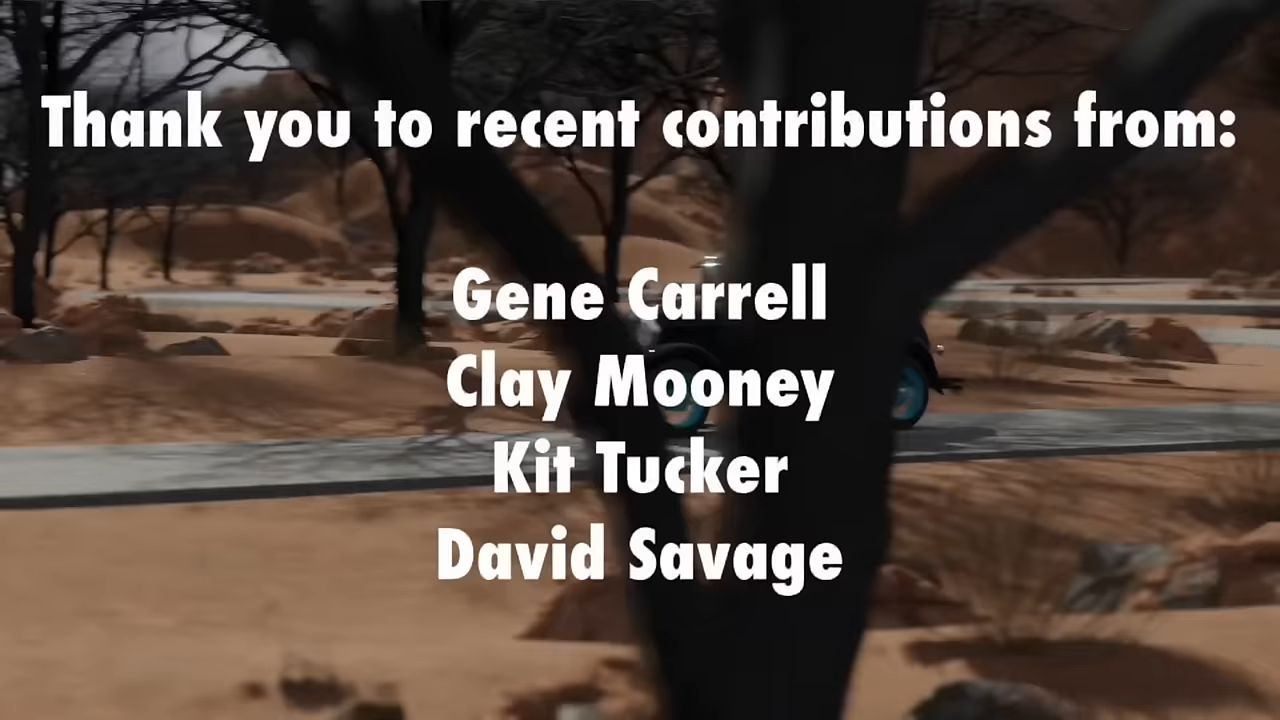 Thank you to recent contributions from:
Gene Carrell
Clay Mooney
Kit Tucker
David Savage